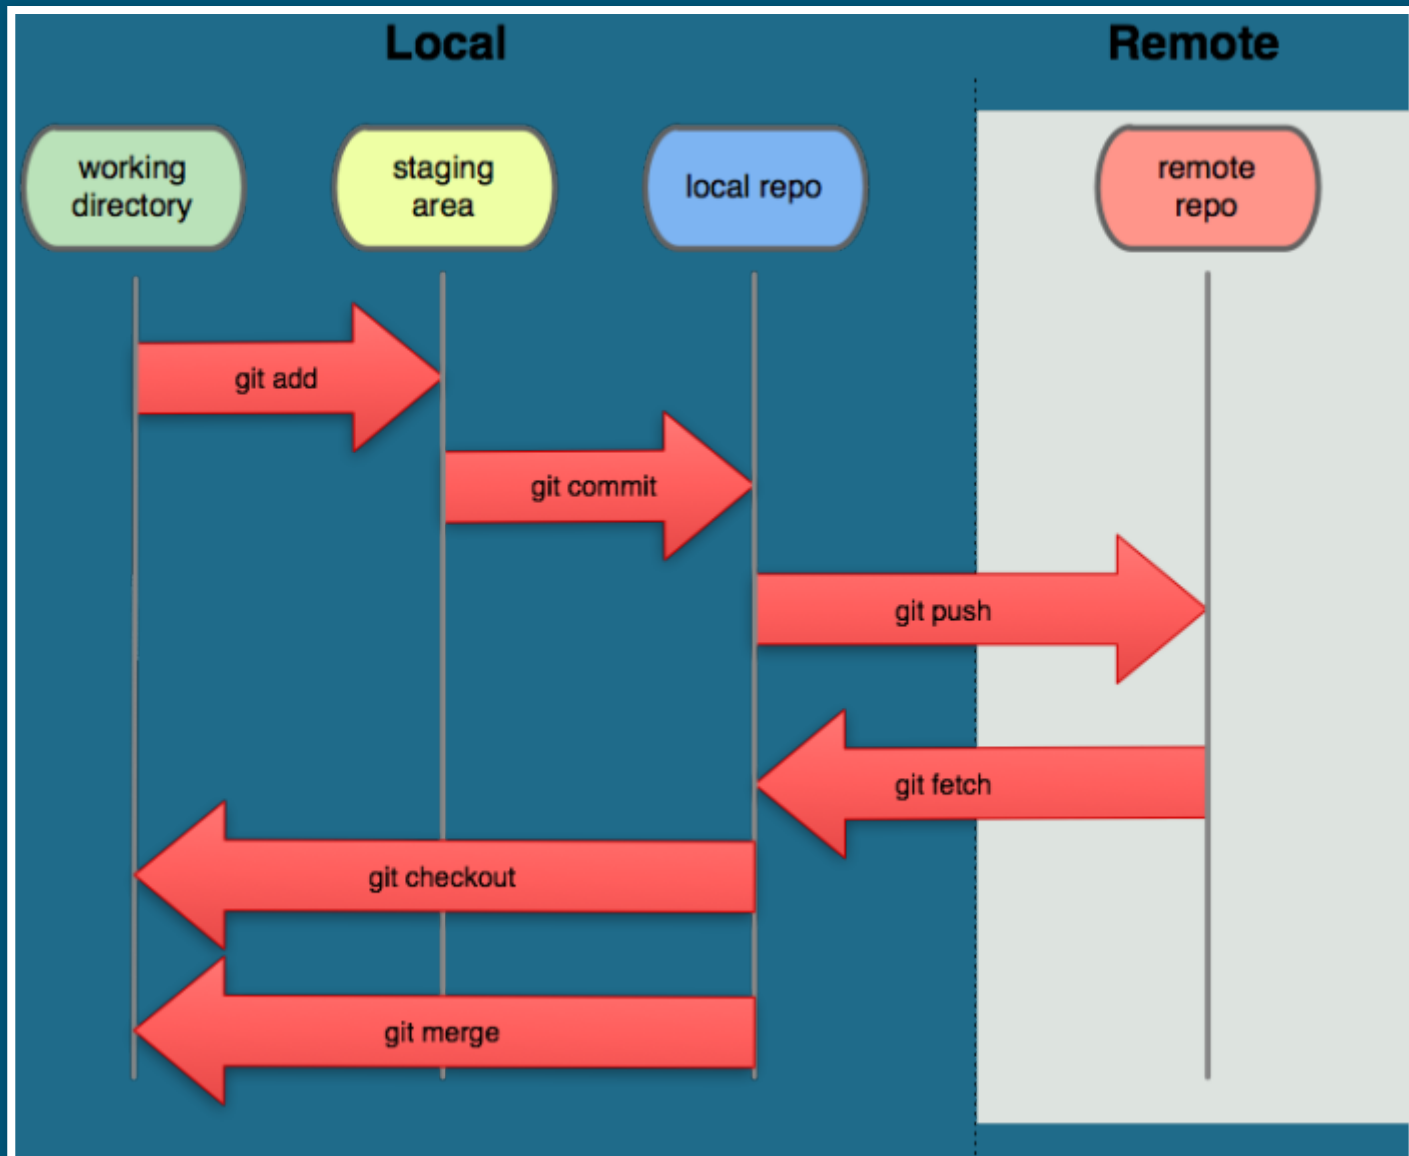 Local
Remote
working
directory
staging
area
local repo
remote
repo
git add
git commit
git push
git fetch
git checkout
git merge